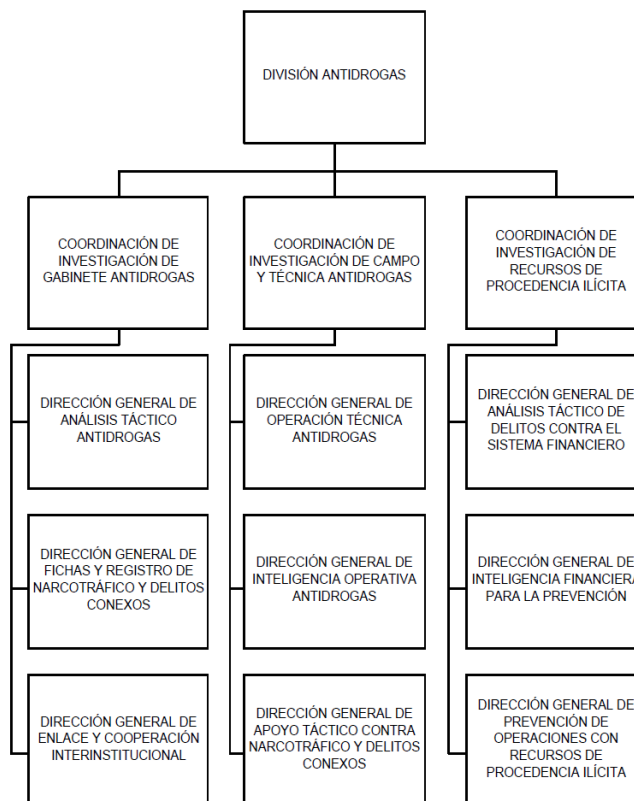 DIVISIÓN ANTIDROGAS
COORDINACIÓN DE
INVESTIGACIÓN DE
GABINETE ANTIDROGAS
COORDINACIÓN DE
INVESTIGACIÓN DE CAMPO
Y TÉCNICA ANTIDROGAS
COORDINACIÓN DE
INVESTIGACIÓN DE
RECURSOS DE
PROCEDENCIA ILÍCITA
DIRECCIÓN GENERAL DE
ANÁLISIS TÁCTICO
ANTIDROGAS
DIRECCIÓN GENERAL DE
OPERACIÓN TÉCNICA
ANTIDROGAS
DIRECCIÓN GENERAL DE
ANÁLISIS TÁCTICO DE
DELITOS CONTRA EL
SISTEMA FINANCIERO
DIRECCIÓN GENERAL DE
FICHAS Y REGISTRO DE
NARCOTRÁFICO Y DELITOS
CONEXOS
DIRECCIÓN GENERAL DE
INTELIGENCIA OPERATIVA
ANTIDROGAS
DIRECCIÓN GENERAL DE
INTELIGENCIA FINANCIERA
PARA LA PREVENCIÓN
DIRECCIÓN GENERAL DE
ENLACE Y COOPERACIÓN
INTERINSTITUCIONAL
DIRECCIÓN GENERAL DE
APOYO TÁCTICO CONTRA
NARCOTRÁFICO Y DELITOS
CONEXOS
DIRECCIÓN GENERAL DE
PREVENCIÓN DE
OPERACIONES CON
RECURSOS DE
PROCEDENCIA ILÍCITA